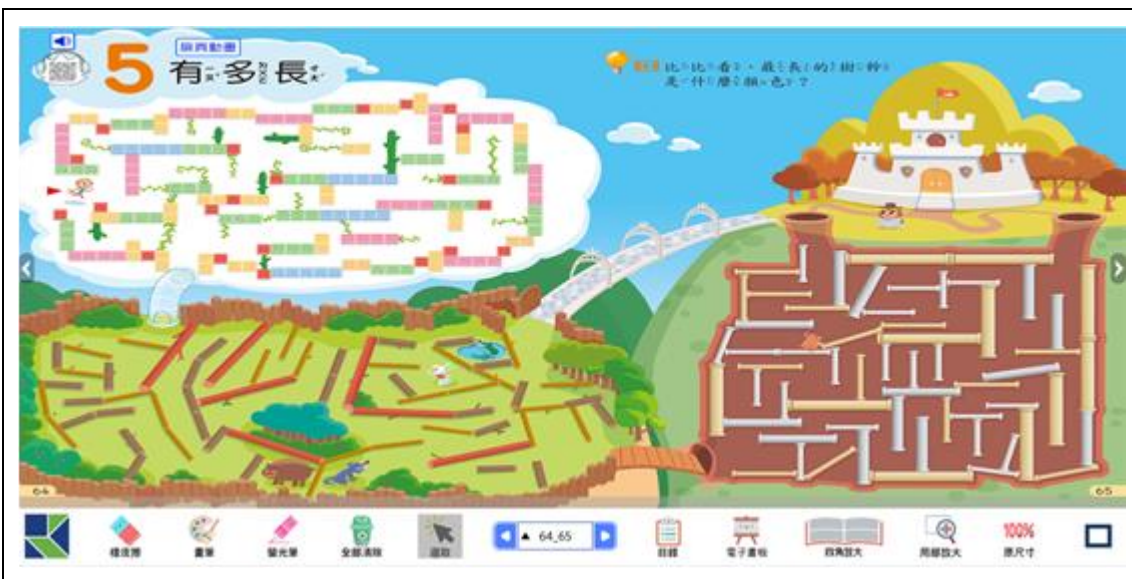 5
有多長
比比看,最長的樹幹
是什麼顏色?
64
65
橡皮擦
畫筆
螢光筆
全部清除
選取
64_65
目錄
電子畫板
四角放大
局部放大
100%
原尺寸